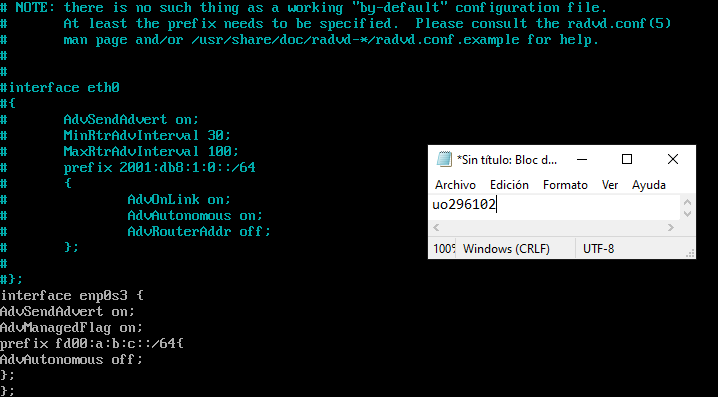 # NOTE: there is no such thing as a working "by-default" configuration file.
#       At least the prefix needs to be specified.  Please consult the radvd.conf(5)
#       man page and/or /usr/share/doc/radvd-*/radvd.conf.example for help.
#
#
#interface eth0
#{
#       AdvSendAdvert on;
#       MinRtrAdvInterval 30;
#       MaxRtrAdvInterval 100;
#       prefix 2001:db8:1:0::/64
#       {
#               AdvOnLink on;
#               AdvAutonomous on;
#               AdvRouterAddr off;
#       };
#
#};
interface enp0s3 {
AdvSendAdvert on;
AdvManagedFlag on;
prefix fd00:a:b:c::/64{
AdvAutonomous off;
};
};
*Sin título: Bloc d...
Archivo Edición Formato Ver Ayuda
uo296102
100% Windows (CRLF) UTF-8